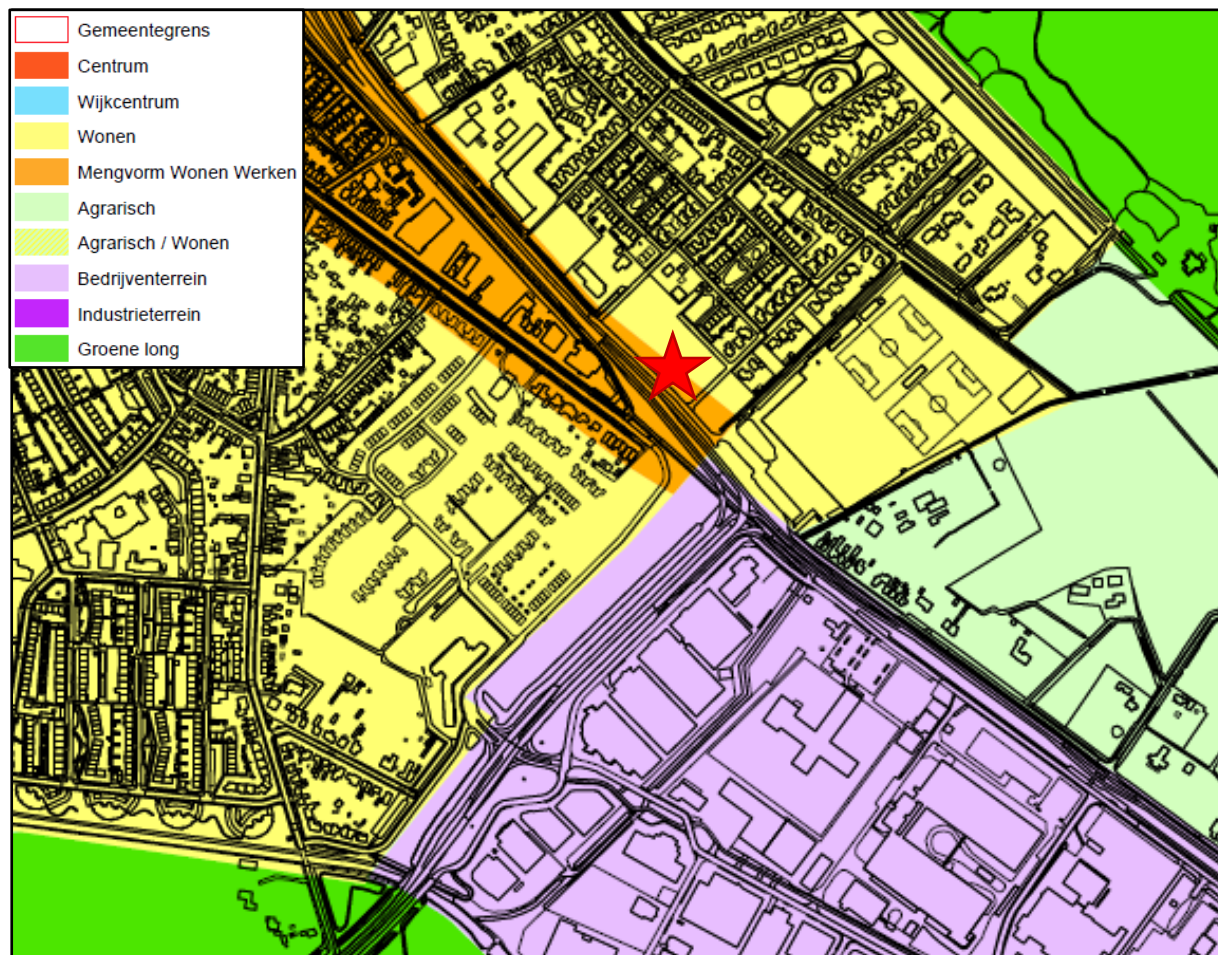 Gemeentegrens
Centrum
Wijkcentrum
Wonen
Mengvorm Wonen Werken
Agrarisch
Agrarisch / Wonen
Bedrijventerrein
Industrieterrein
Groene long